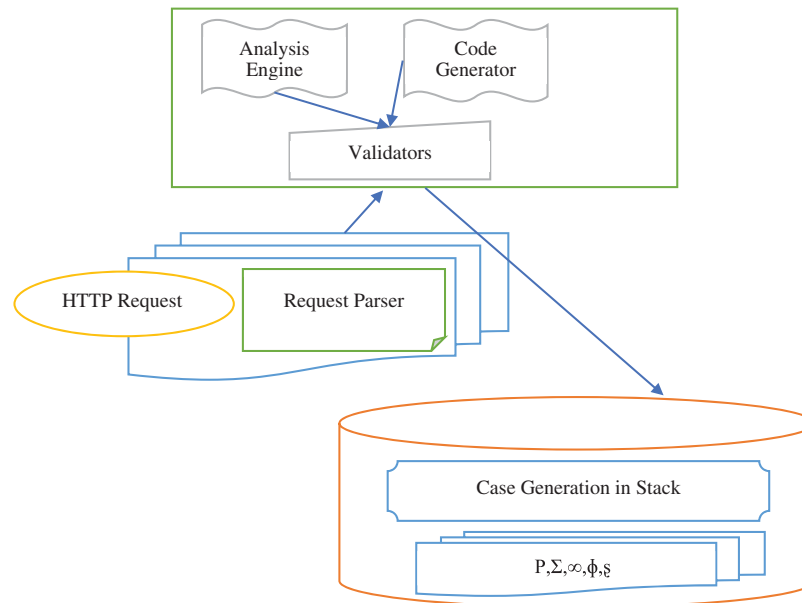 Analysis
Engine
Code
Generator
Validators
HTTP Request
Request Parser
Case Generation in Stack
P,Σ,∞,ф,ȿ